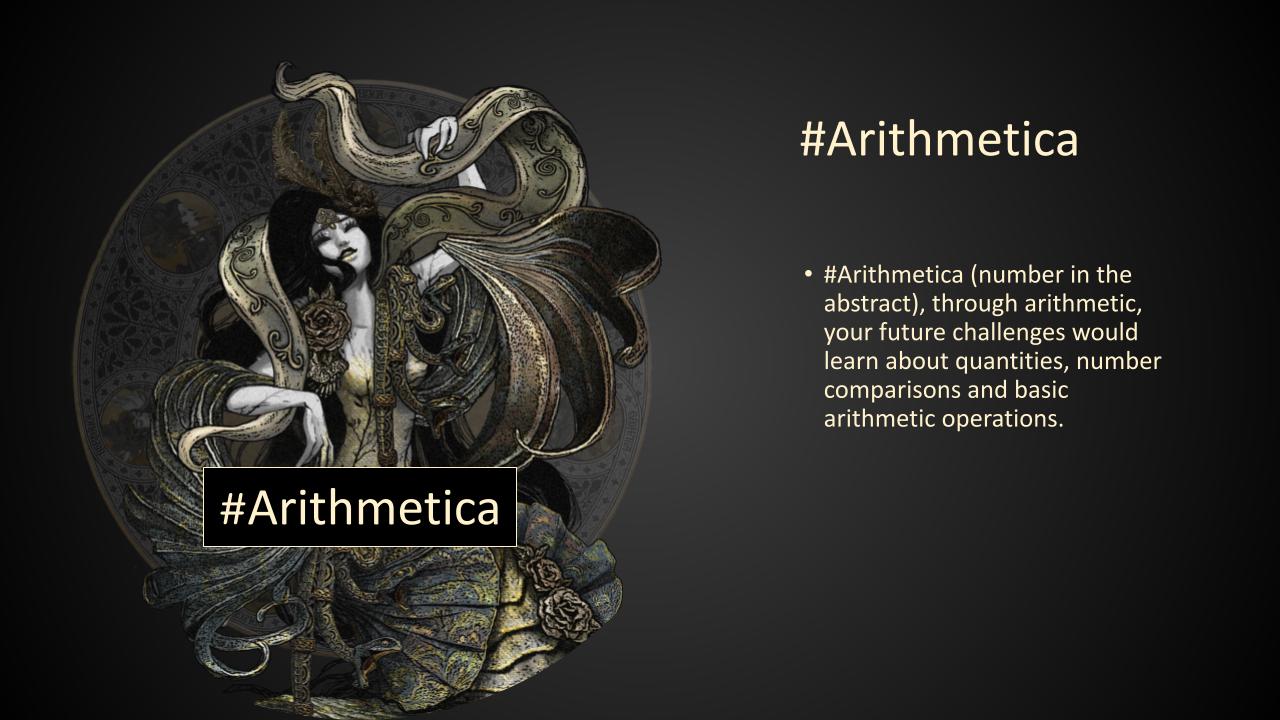 #Arithmetica
• #Arithmetica (number in the
abstract), through arithmetic,
your future challenges would
learn about quantities, number
comparisons and basic
arithmetic operations.
#Arithmetica